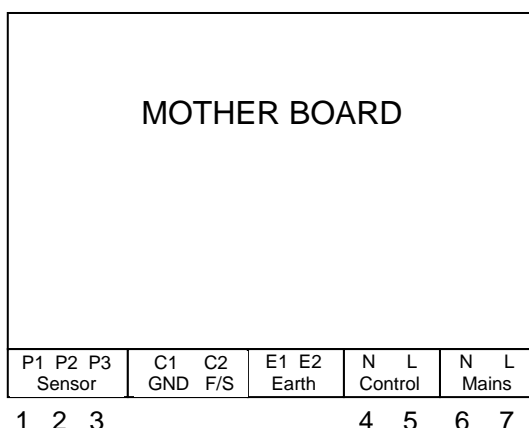 MOTHER BOARD
P1 P2 P3 C1 C2 E1 E2 N L N L
Sensor GND F/S Earth Control Mains
1 2 3 4 5 6 7